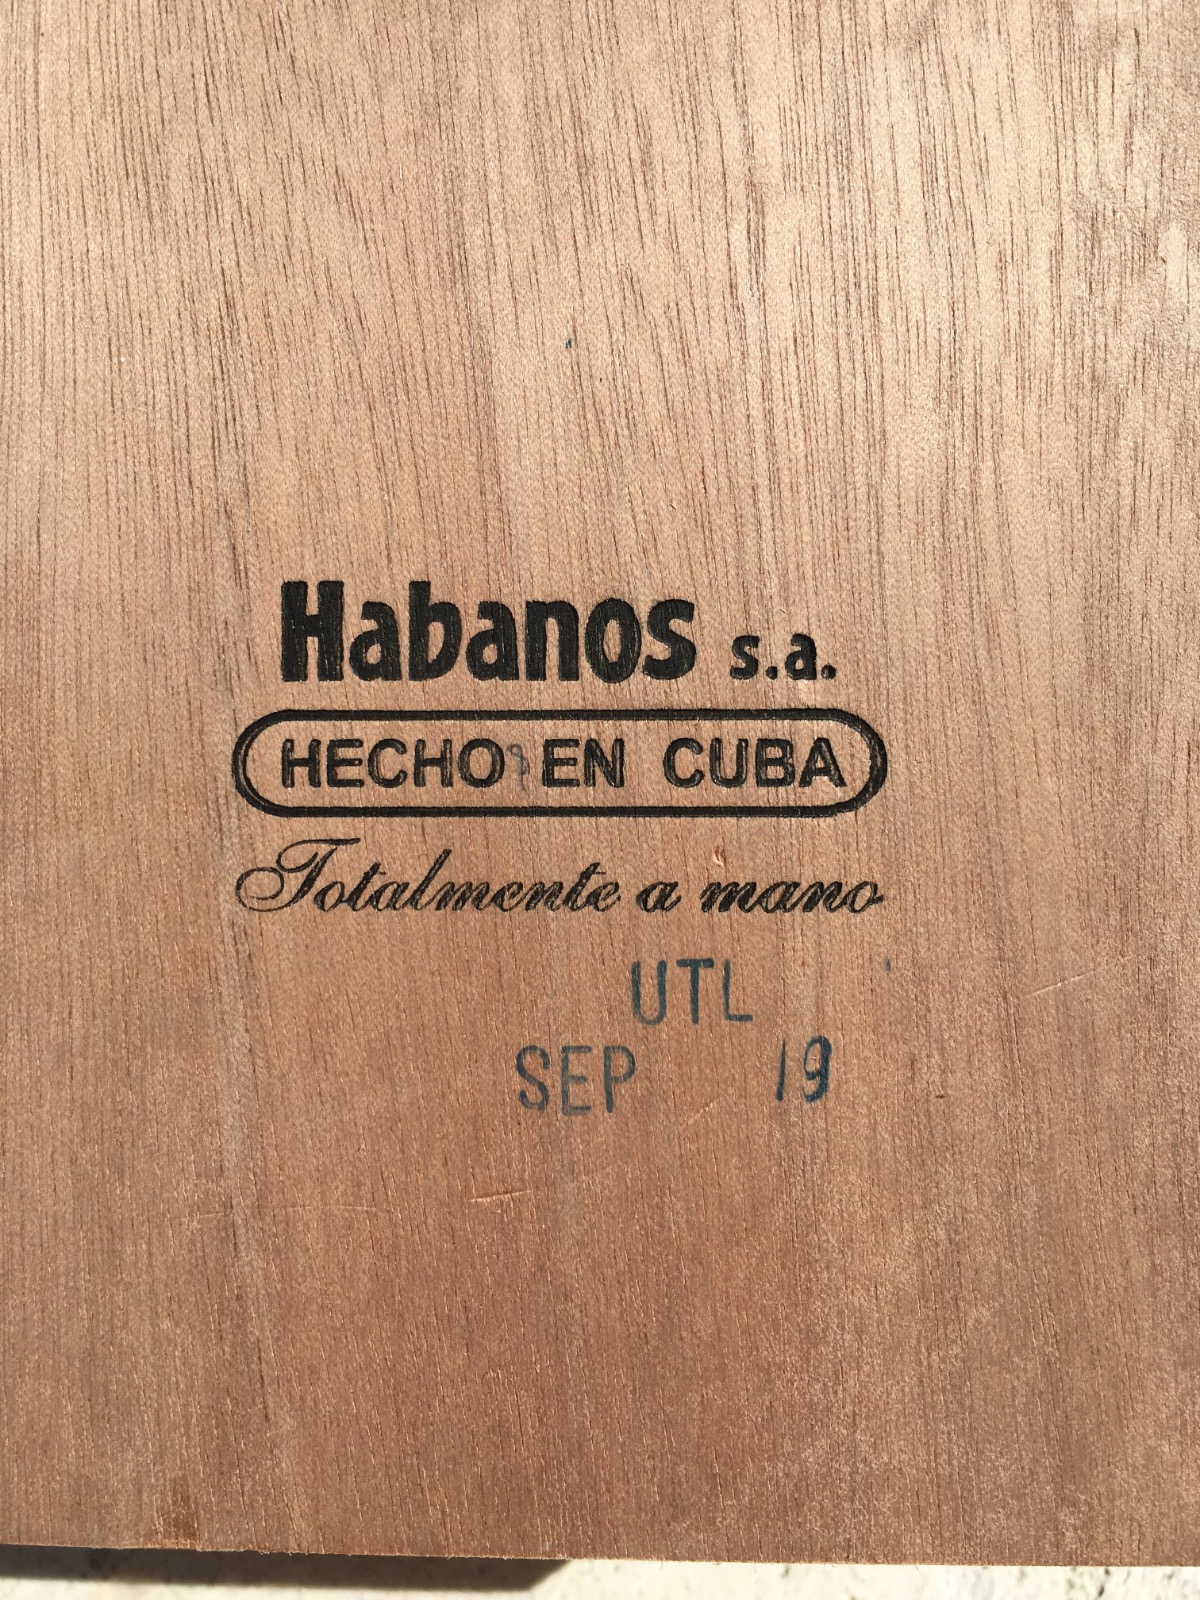 Habanos s.a.
HECHO EN CUBA
Totalmente a mano
UTL
SEP 19